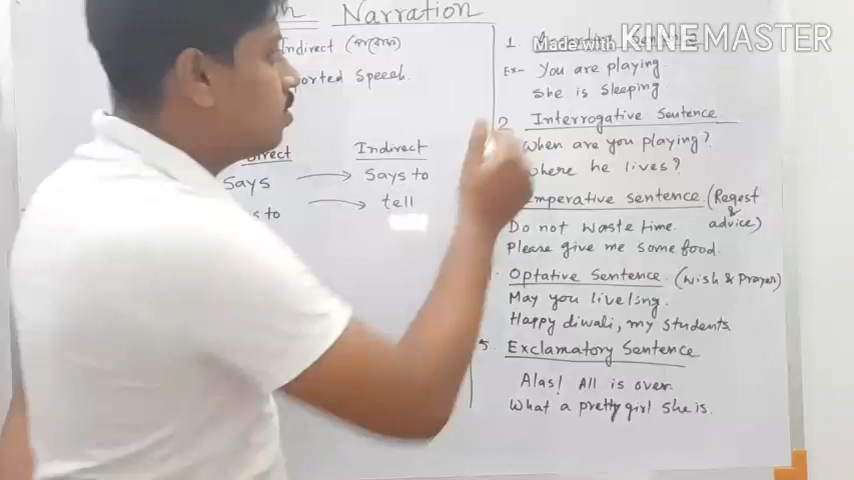 Narration
Indirect (পরোক্ষ)
Speech.
Direct Indirect
Says → Says to
to → tell
1. Sentence
Made with KINEMASTER
Ex- You are playing
She is sleeping
2. Interrogative Sentence
When are you playing?
Where he lives?
Imperative sentence. (Reqest & advice)
Do not waste time.
Please give me some food.
Optative Sentence. (Wish & Prayer)
May you live long.
Happy diwali, my students
5. Exclamatory Sentence
Alas! All is over.
What a pretty girl she is.